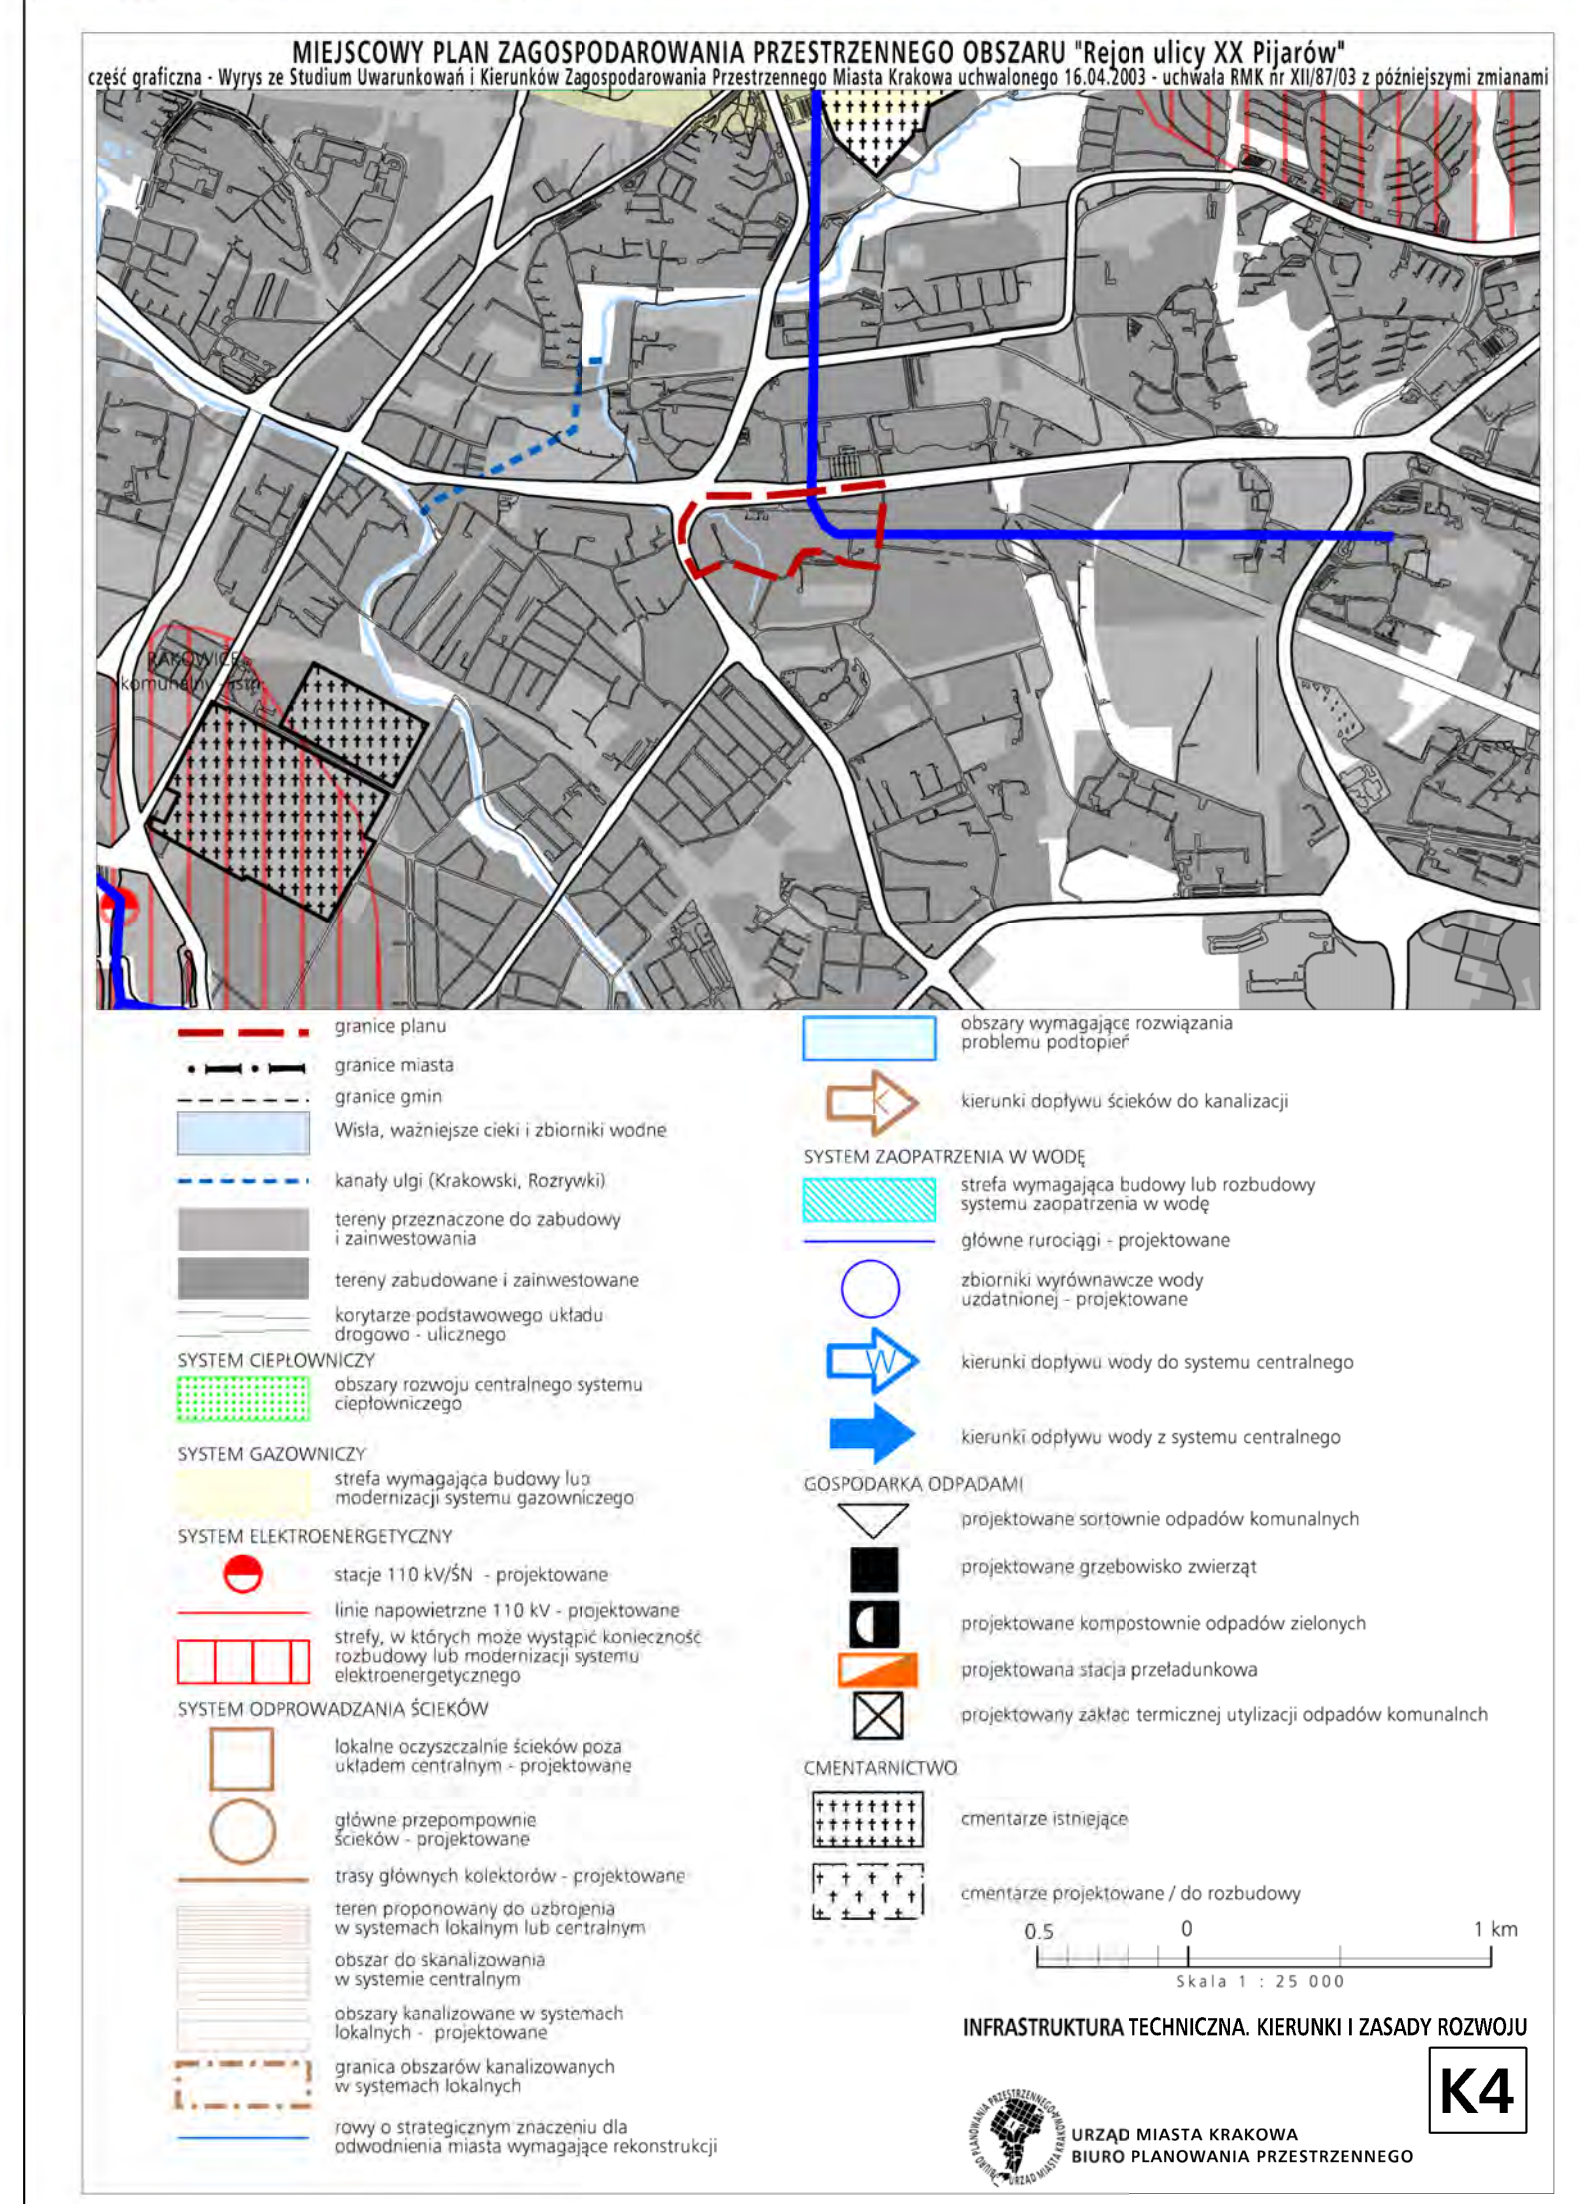 MIEJSCOWY PLAN ZAGOSPODAROWANIA PRZESTRZENNEGO OBSZARU "Rejon ulicy XX Pijarów"
część graficzna - Wyrys ze Studium Uwarunkowań i Kierunków Zagospodarowania Przestrzennego Miasta Krakowa uchwalonego 16.04.2003 - uchwała RMK nr XII/87/03 z późniejszymi zmianami
RAKOWICE
komunalny - istn.
granice planu
granice miasta
granice gmin
Wisła, ważniejsze cieki i zbiorniki wodne
kanały ulgi (Krakowski, Rozrywki)
tereny przeznaczone do zabudowy
i zainwestowania
tereny zabudowane i zainwestowane
korytarze podstawowego układu
drogowo - ulicznego
SYSTEM CIEPŁOWNICZY
obszary rozwoju centralnego systemu
ciepłowniczego
SYSTEM GAZOWNICZY
strefa wymagająca budowy lub
modernizacji systemu gazowniczego
SYSTEM ELEKTROENERGETYCZNY
stacje 110 kV/ŚN - projektowane
linie napowietrzne 110 kV - projektowane
strefy, w których może wystąpić konieczność
rozbudowy lub modernizacji systemu
elektroenergetycznego
SYSTEM ODPROWADZANIA ŚCIEKÓW
lokalne oczyszczalnie ścieków poza
układem centralnym - projektowane
główne przepompownie
ścieków - projektowane
trasy głównych kolektorów - projektowane
teren proponowany do uzbrojenia
w systemach lokalnym lub centralnym
obszar do skanalizowania
w systemie centralnym
obszary kanalizowane w systemach
lokalnych - projektowane
granica obszarów kanalizowanych
w systemach lokalnych
rowy o strategicznym znaczeniu dla
odwodnienia miasta wymagające rekonstrukcji
obszary wymagające rozwiązania
problemu podtopień
K
kierunki dopływu ścieków do kanalizacji
SYSTEM ZAOPATRZENIA W WODĘ
strefa wymagająca budowy lub rozbudowy
systemu zaopatrzenia w wodę
główne rurociągi - projektowane
zbiorniki wyrównawcze wody
uzdatnionej - projektowane
W
kierunki dopływu wody do systemu centralnego
kierunki odpływu wody z systemu centralnego
GOSPODARKA ODPADAMI
projektowane sortownie odpadów komunalnych
projektowane grzebowisko zwierząt
projektowane kompostownie odpadów zielonych
projektowana stacja przeładunkowa
projektowany zakład termicznej utylizacji odpadów komunalnch
CMENTARNICTWO
cmentarze istniejące
cmentarze projektowane / do rozbudowy
0.5 0 1 km
Skala 1 : 25 000
INFRASTRUKTURA TECHNICZNA. KIERUNKI I ZASADY ROZWOJU
K4
BIURO PLANOWANIA PRZESTRZENNEGO URZĄD MIASTA KRAKOWA
URZĄD MIASTA KRAKOWA
BIURO PLANOWANIA PRZESTRZENNEGO